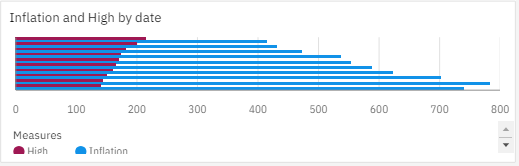 Inflation and High by date
0 100 200 300 400 500 600 700 800
Measures
High Inflation